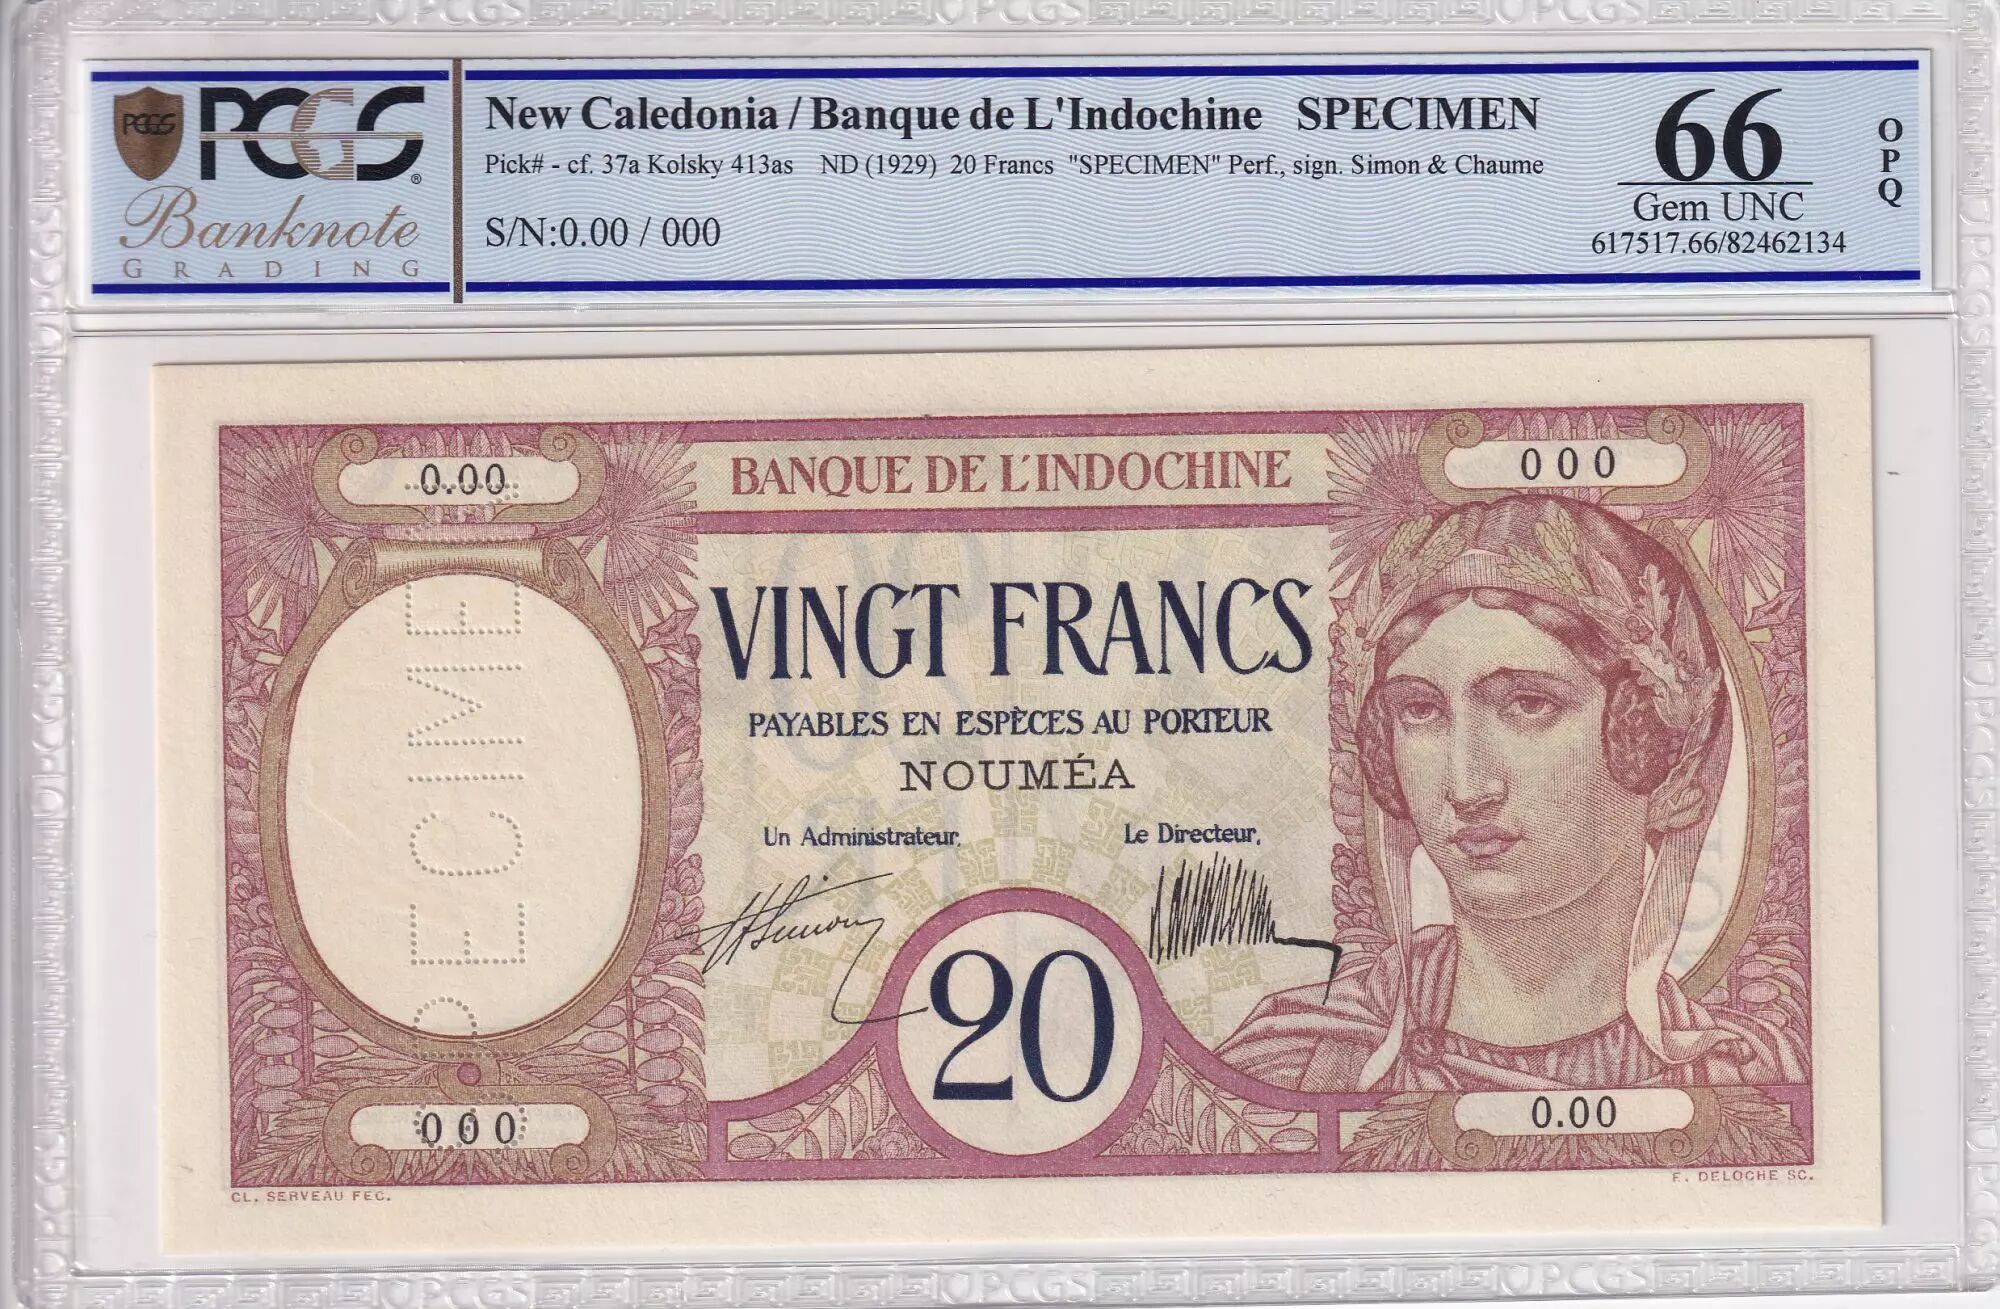 PCGS
PCGS
Banknote
GRADING
New Caledonia / Banque de L'Indochine SPECIMEN
Pick# - cf. 37a Kolsky 413as ND (1929) 20 Francs "SPECIMEN" Perf., sign. Simon & Chaume
S/N:0.00 / 000
66
Gem UNC
617517.66/82462134
OPQ
0.00
BANQUE DE L'INDOCHINE
000
VINGT FRANCS
PAYABLES EN ESPÈCES AU PORTEUR
NOUMÉA
Un Administrateur,
Le Directeur,
20
000
0.00
SPECIMEN
CL. SERVEAU FEC.
F. DELOCHE SC.